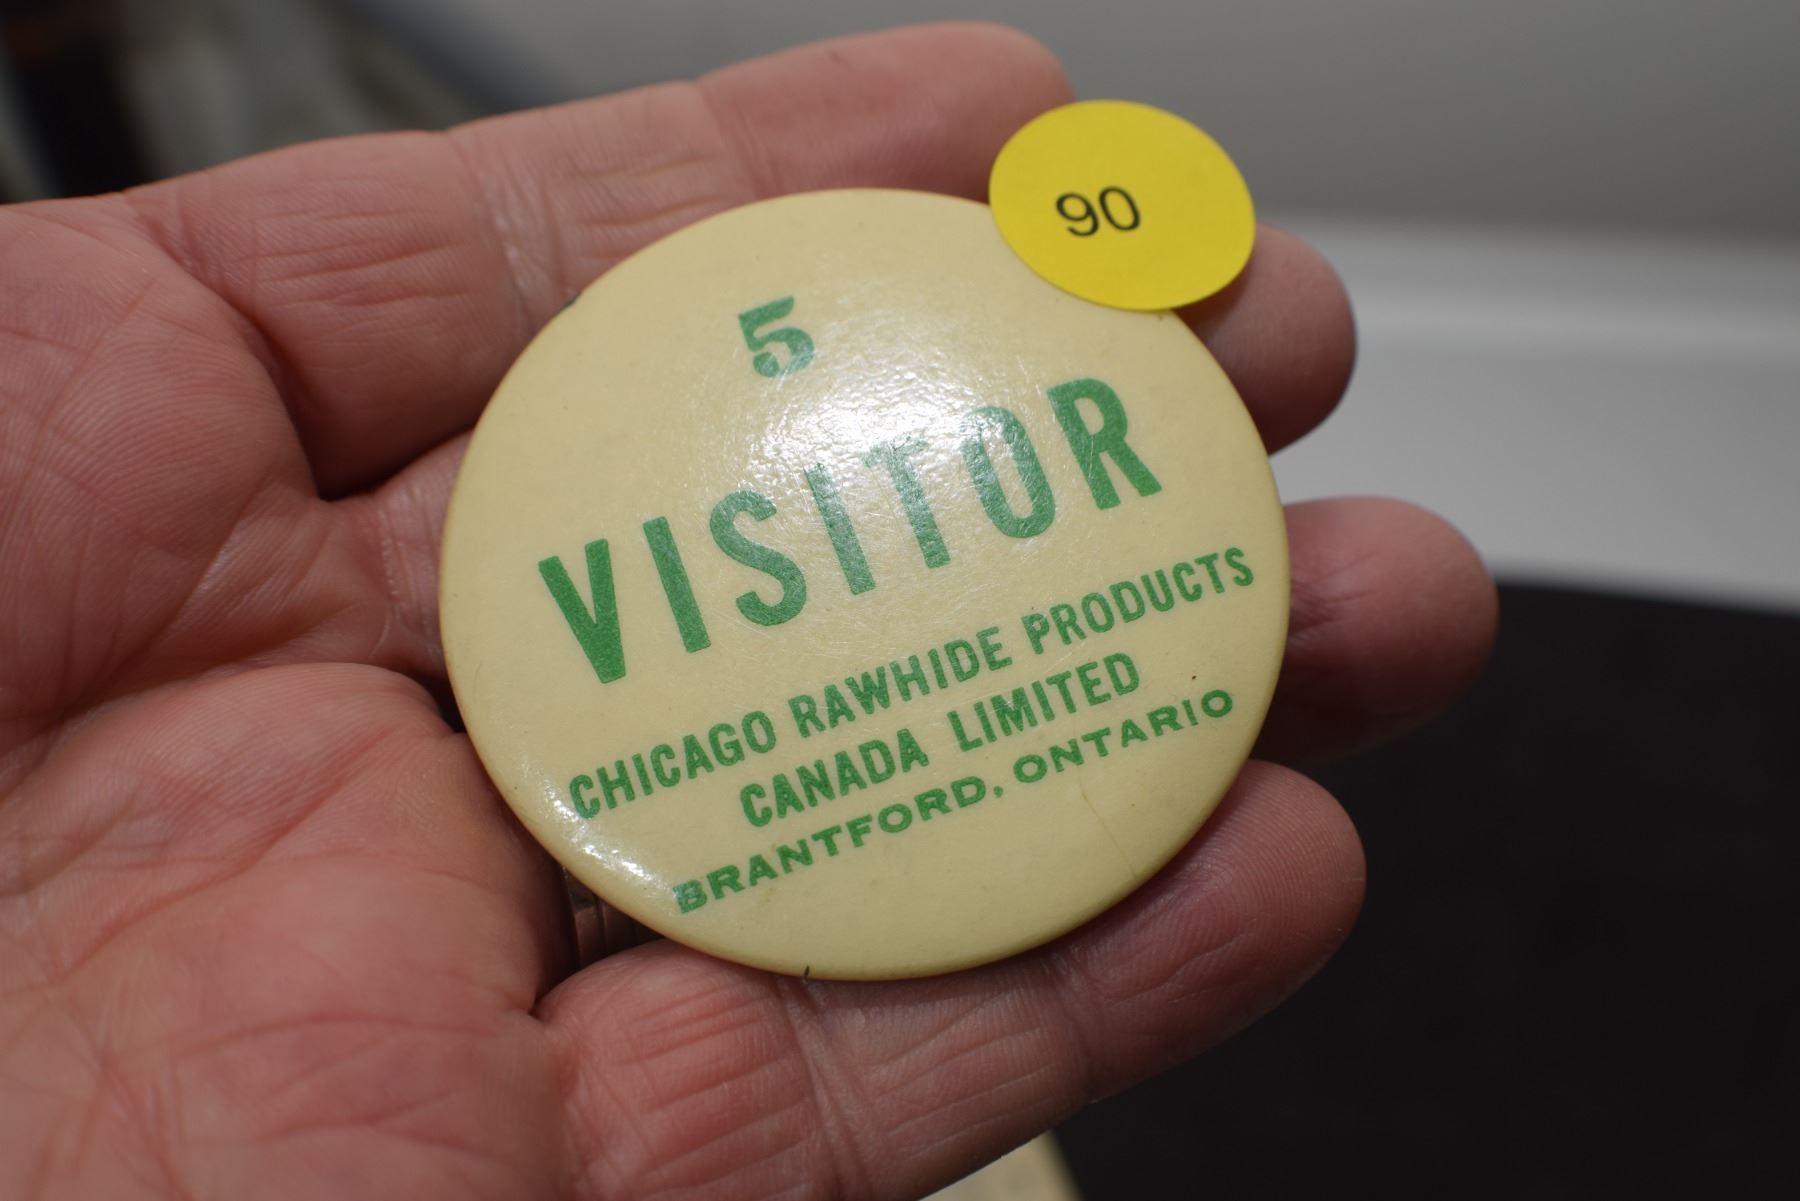 90
5
VISITOR
CHICAGO RAWHIDE PRODUCTS
CANADA LIMITED
BRANTFORD, ONTARIO